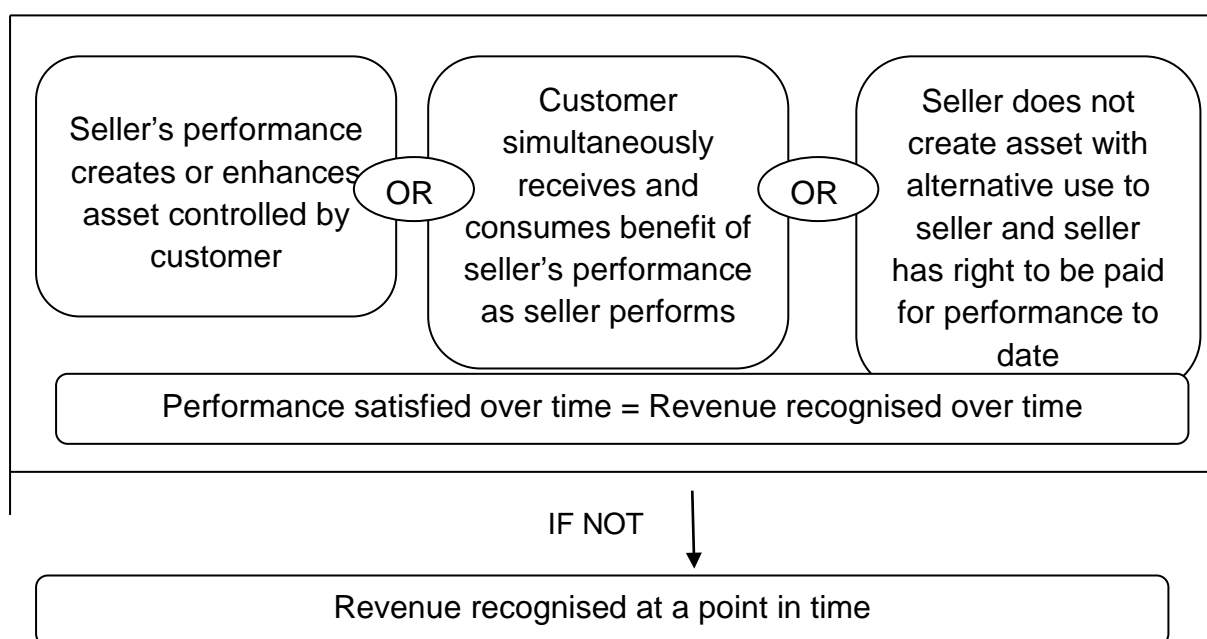 Seller’s performance
creates or enhances
asset controlled by
customer
OR
Customer
simultaneously
receives and
consumes benefit of
seller’s performance
as seller performs
OR
Seller does not
create asset with
alternative use to
seller and seller
has right to be paid
for performance to
date
Performance satisfied over time = Revenue recognised over time
IF NOT
Revenue recognised at a point in time